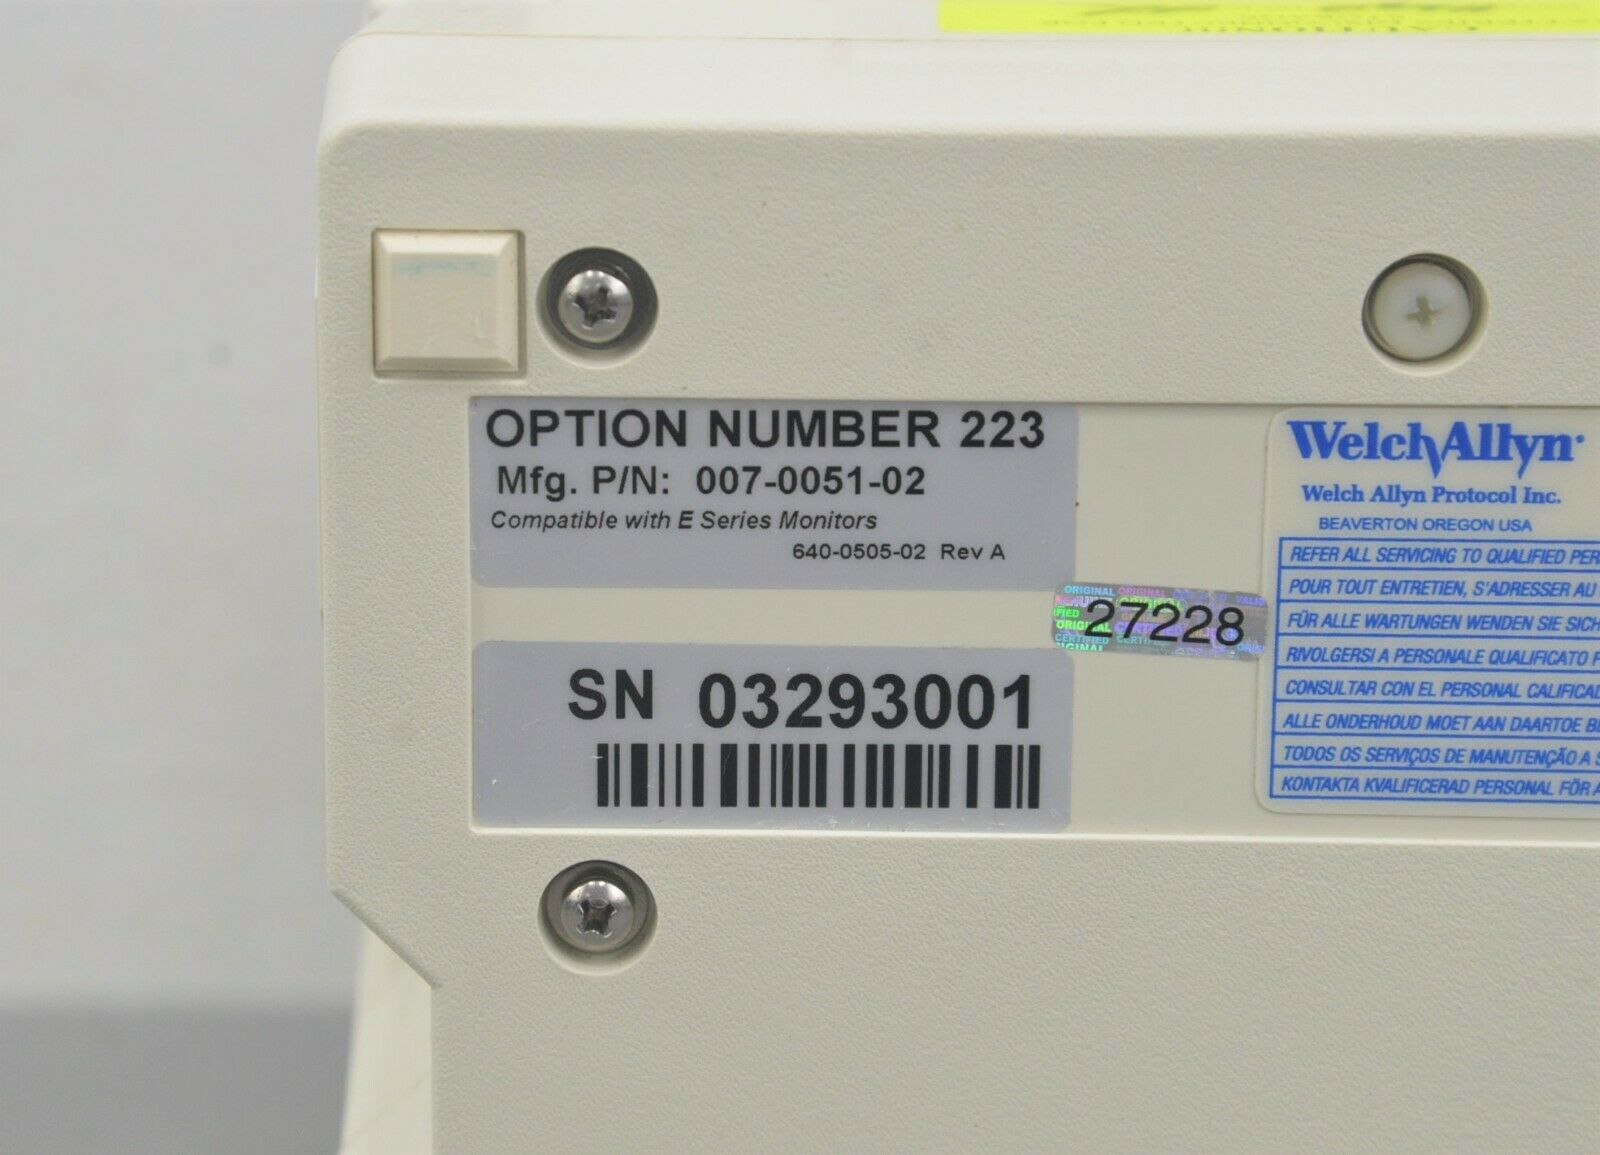 CAUTION!!!
OPTION NUMBER 223
Mfg. P/N: 007-0051-02
Compatible with E Series Monitors
640-0505-02 Rev A
27228
SN 03293001
WelchAllyn
Welch Allyn Protocol Inc.
BEAVERTON OREGON USA
REFER ALL SERVICING TO QUALIFIED PER
POUR TOUT ENTRETIEN, S'ADRESSER AU
FÜR ALLE WARTUNGEN WENDEN SIE SICH
RIVOLGERSI A PERSONALE QUALIFICATO
CONSULTAR CON EL PERSONAL CALIFICAD
ALLE ONDERHOUD MOET AAN DAARTOE BE
TODOS OS SERVIÇOS DE MANUTENÇÃO A
KONTAKTA KVALIFICERAD PERSONAL FÖR